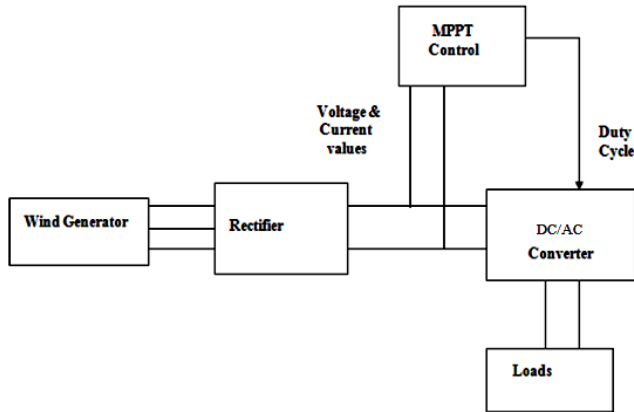 MPPT
Control
Voltage &
Current
values
Duty
Cycle
Wind Generator
Rectifier
DC/AC
Converter
Loads